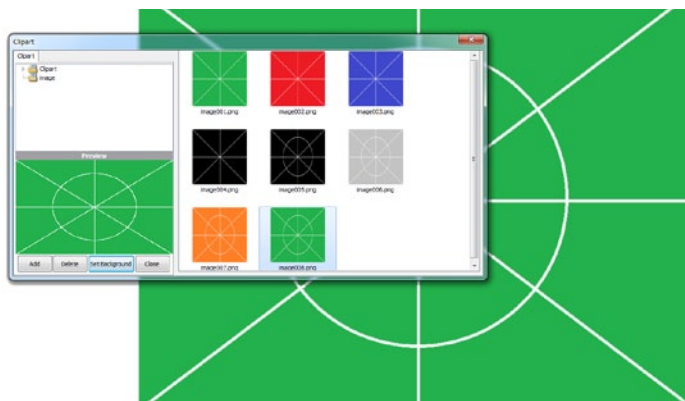 Clipart
Clipart
Clipart
image
Preview
Add
Delete
Set Background
Close
image001.png
image002.png
image003.png
image004.png
image005.png
image006.png
image007.png
image008.png